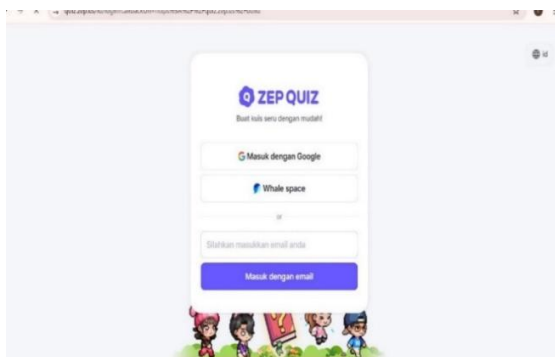 id
ZEP QUIZ
Buat kuis seru dengan mudah!
Masuk dengan Google
Whale space
or
Silahkan masukkan email anda
Masuk dengan email